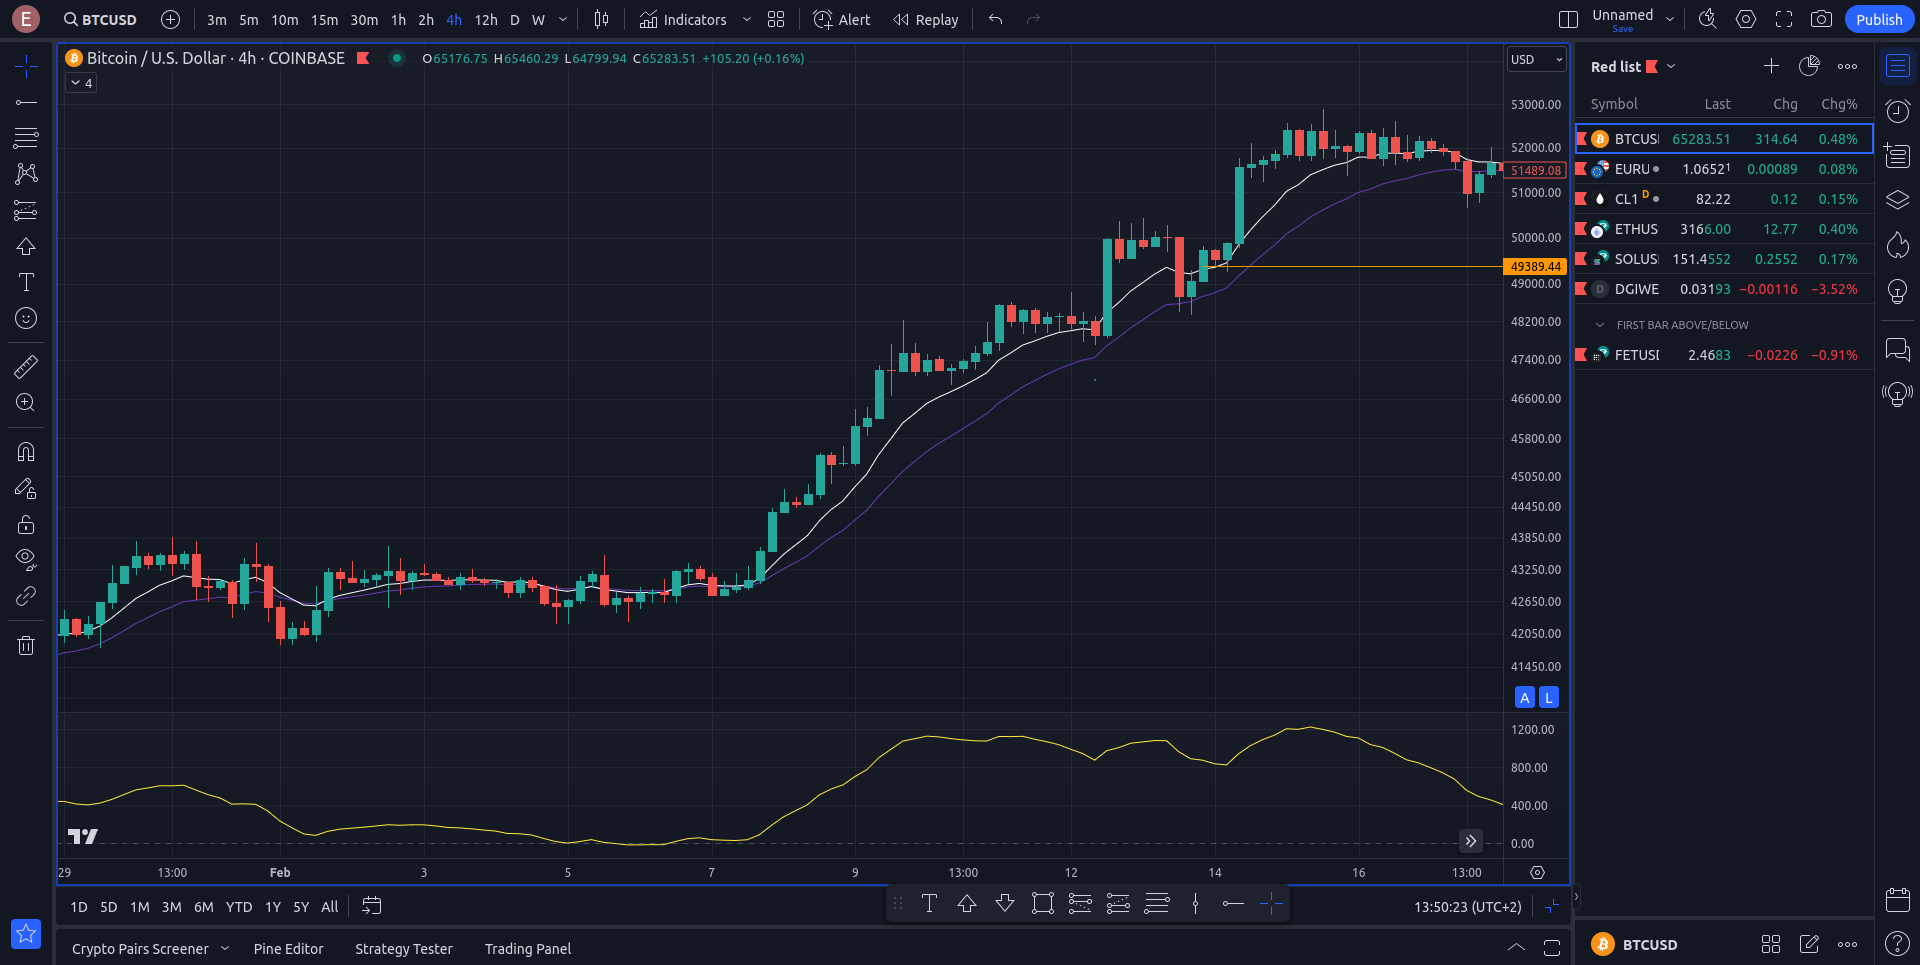 E BTCUSD 3m 5m 10m 15m 30m 1h 2h 4h 12h D W Indicators Alert Replay Unnamed Save Publish
Bitcoin / U.S. Dollar · 4h · COINBASE O65176.75 H65460.29 L64799.94 C65283.51 +105.20 (+0.16%)
4
USD
53000.00
52000.00
51489.08
51000.00
50000.00
49389.44
49000.00
48200.00
47400.00
46600.00
45800.00
45050.00
44450.00
43850.00
43250.00
42650.00
42050.00
41450.00
A L
1200.00
800.00
400.00
0.00
29 13:00 Feb 3 5 7 9 13:00 12 14 16 13:00
1D 5D 1M 3M 6M YTD 1Y 5Y All
T
13:50:23 (UTC+2)
Crypto Pairs Screener Pine Editor Strategy Tester Trading Panel
Red list
Symbol Last Chg Chg%
BTCUS 65283.51 314.64 0.48%
EURU 1.06521 0.00089 0.08%
CL1 D 82.22 0.12 0.15%
ETHUS 3166.00 12.77 0.40%
SOLUS 151.4552 0.2552 0.17%
D DGIWE 0.03193 −0.00116 −3.52%
FIRST BAR ABOVE/BELOW
FETUSI 2.4683 −0.0226 −0.91%
BTCUSD